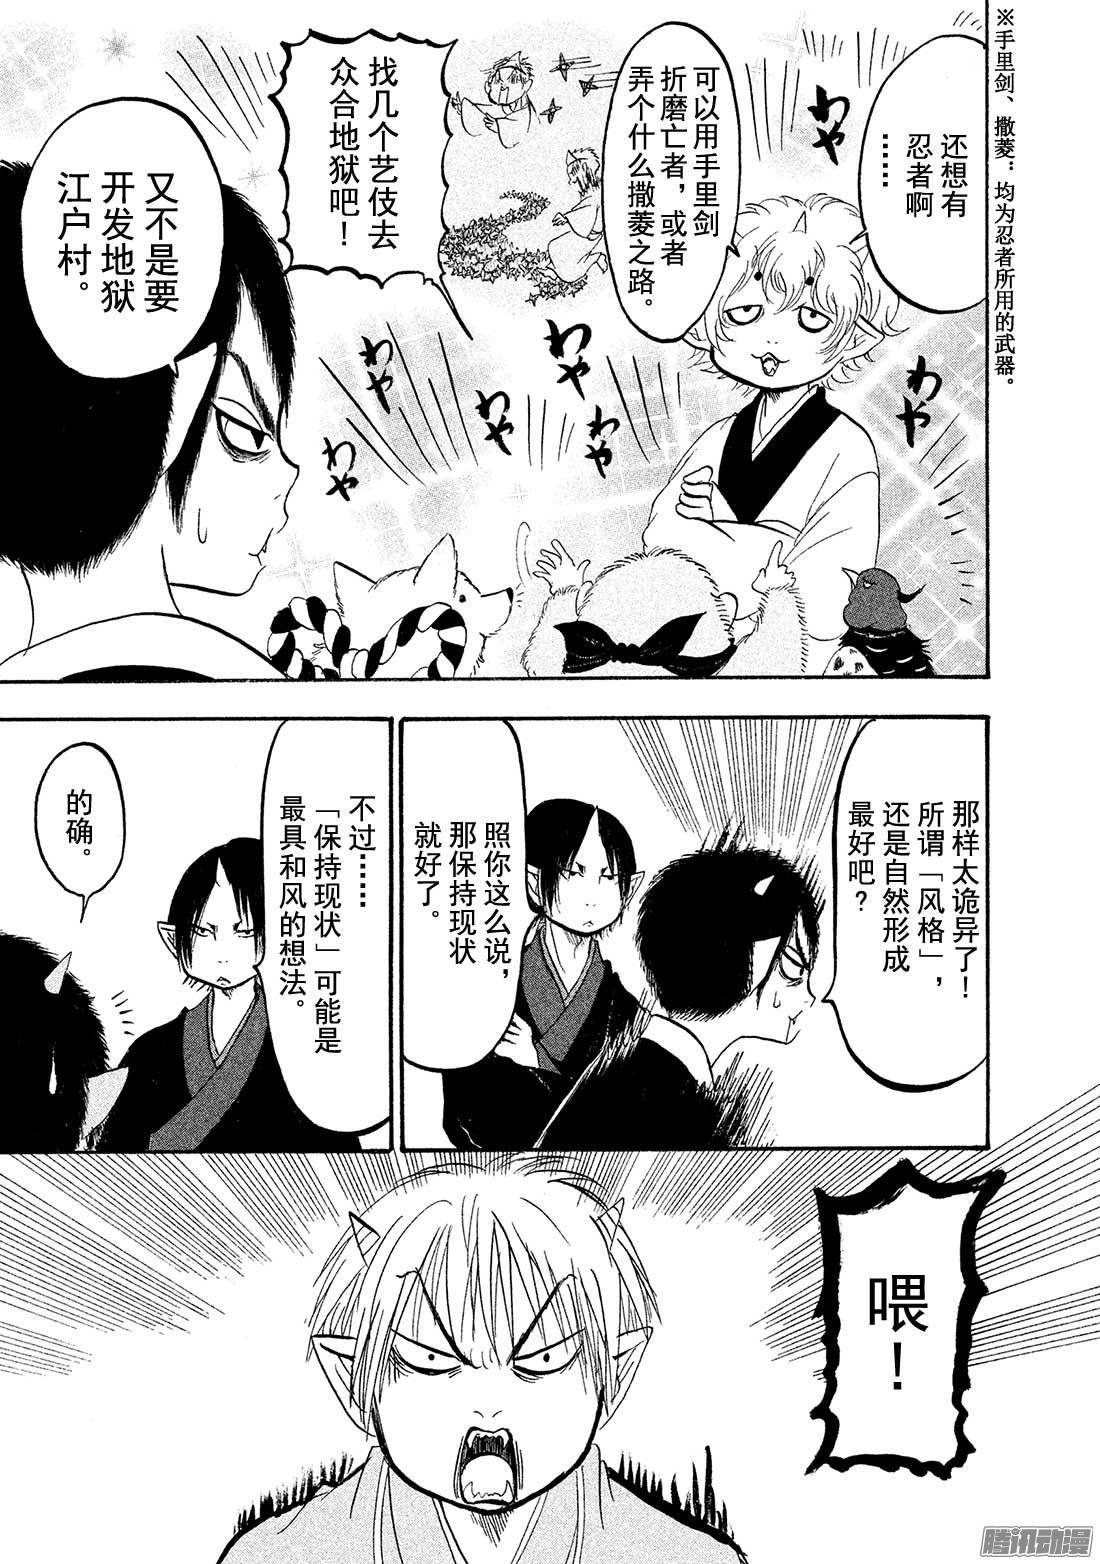 ※手里剑、撒菱：均为忍者所用的武器。
还想有
忍者啊
……
可以用手里剑
折磨亡者，或者
弄个什么撒菱之路。
找几个艺伎去
众合地狱吧！
又不是要
开发地狱
江户村。
わや
わや
わや
わや
わや
那样太诡异了！
所谓「风格」，
还是自然形成
最好吧？
照你这么说，
那保持现状
就好了。
不过……
「保持现状」可能是
最具和风的想法。
的确。
喂！
腾讯动漫